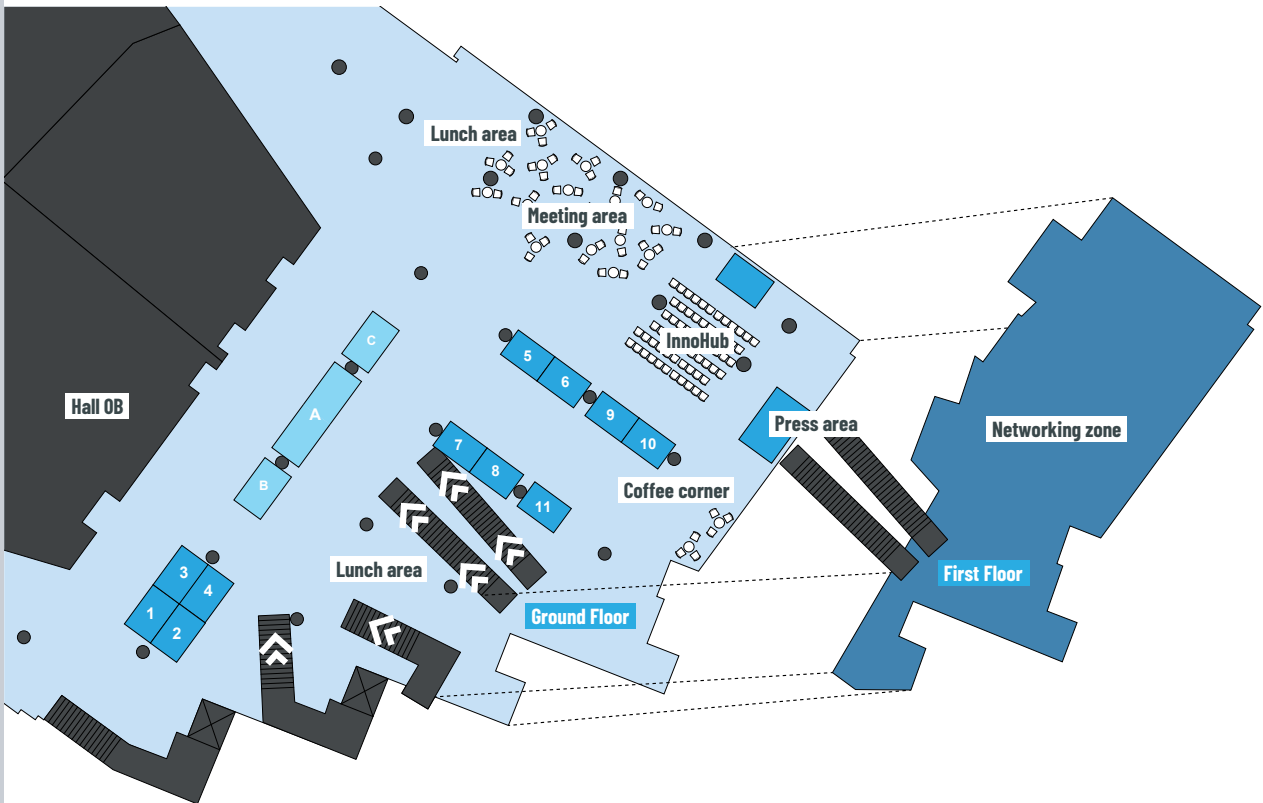 Lunch area
Meeting area
InnoHub
C
5
6
Hall OB
A
9
10
Press area
Networking zone
7
8
B
Coffee corner
11
Lunch area
3
4
First Floor
1
2
Ground Floor